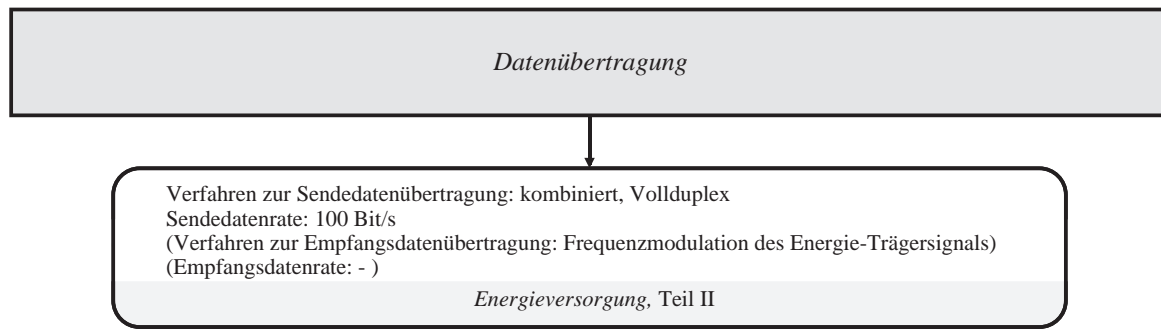 Datenübertragung
Verfahren zur Sendedatenübertragung: kombiniert, Vollduplex
Sendedatenrate: 100 Bit/s
(Verfahren zur Empfangsdatenübertragung: Frequenzmodulation des Energie-Trägersignals)
(Empfangsdatenrate: - )
Energieversorgung, Teil II